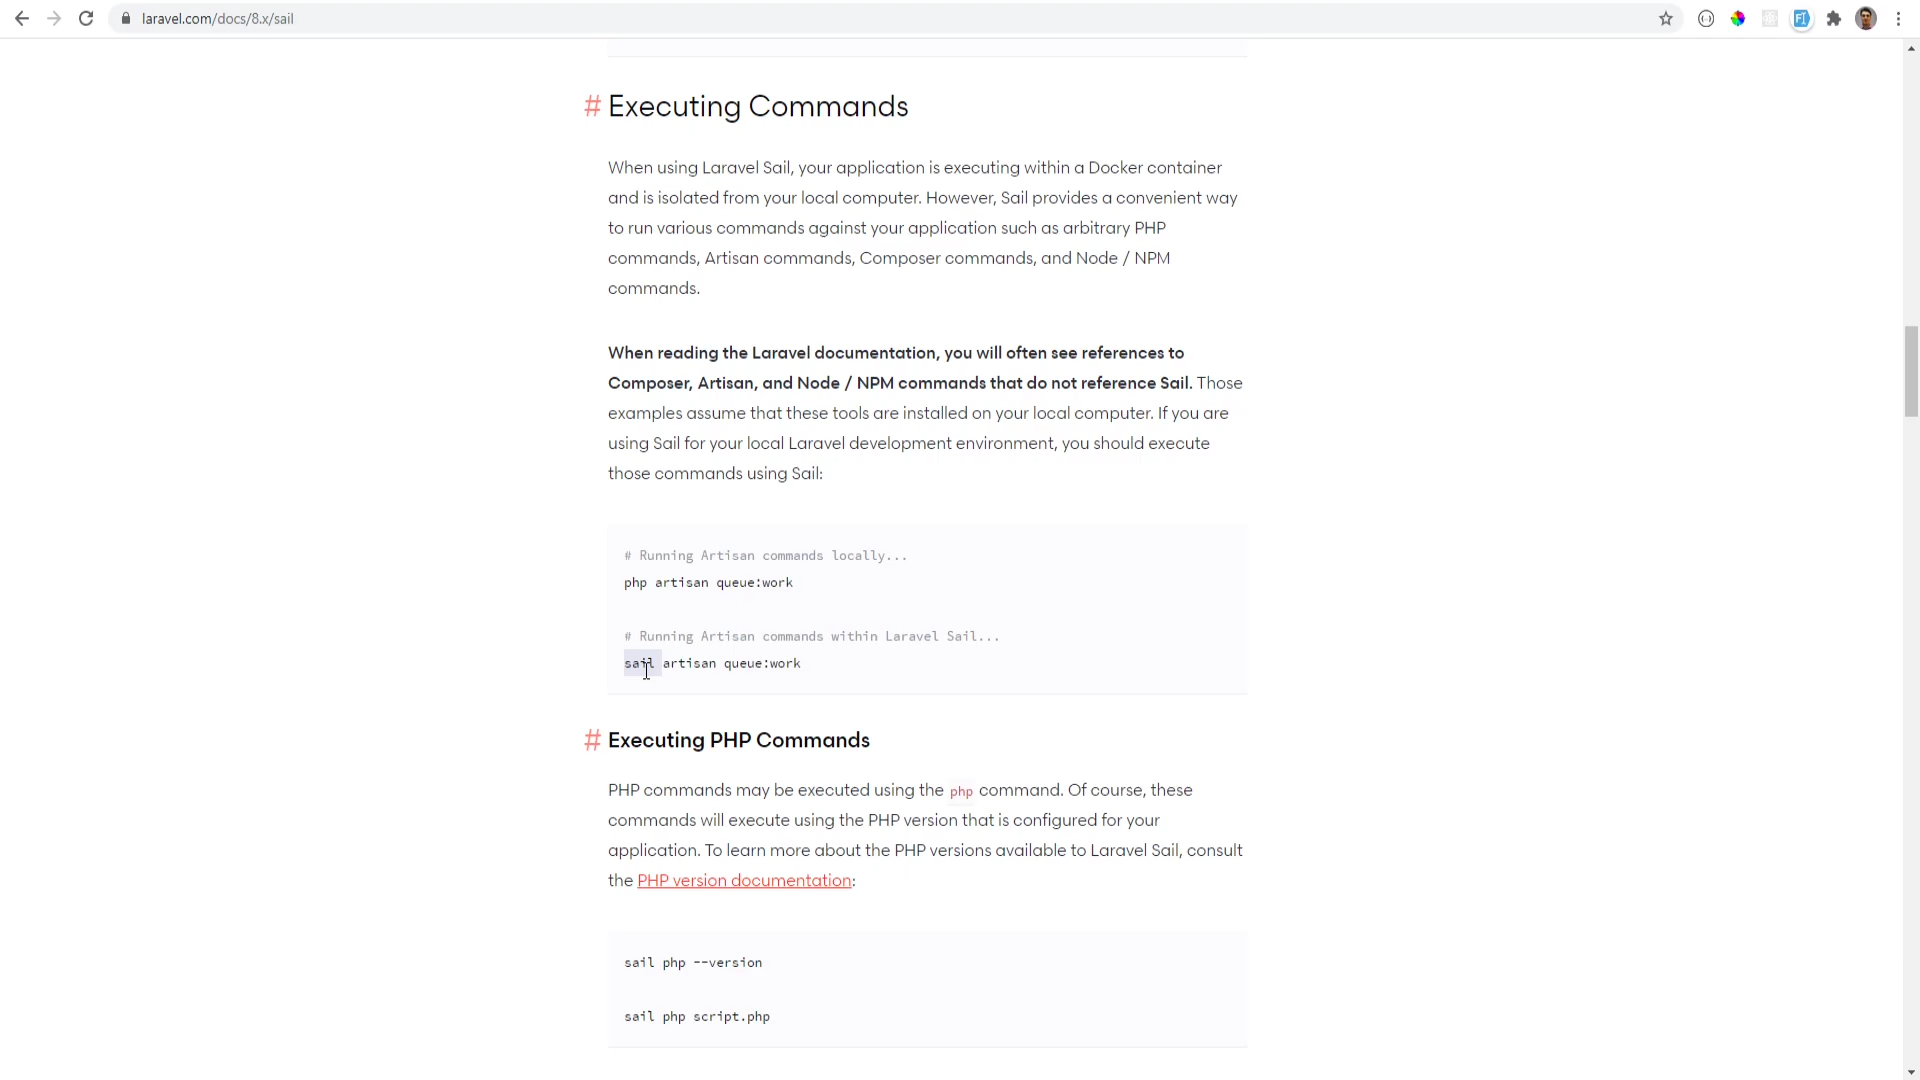 laravel.com/docs/8.x/sail
# Executing Commands
When using Laravel Sail, your application is executing within a Docker container
and is isolated from your local computer. However, Sail provides a convenient way
to run various commands against your application such as arbitrary PHP
commands, Artisan commands, Composer commands, and Node / NPM
commands.
When reading the Laravel documentation, you will often see references to
Composer, Artisan, and Node / NPM commands that do not reference Sail. Those
examples assume that these tools are installed on your local computer. If you are
using Sail for your local Laravel development environment, you should execute
those commands using Sail:
# Running Artisan commands locally...
php artisan queue:work
# Running Artisan commands within Laravel Sail...
sail artisan queue:work
# Executing PHP Commands
PHP commands may be executed using the php command. Of course, these
commands will execute using the PHP version that is configured for your
application. To learn more about the PHP versions available to Laravel Sail, consult
the PHP version documentation:
sail php --version
sail php script.php